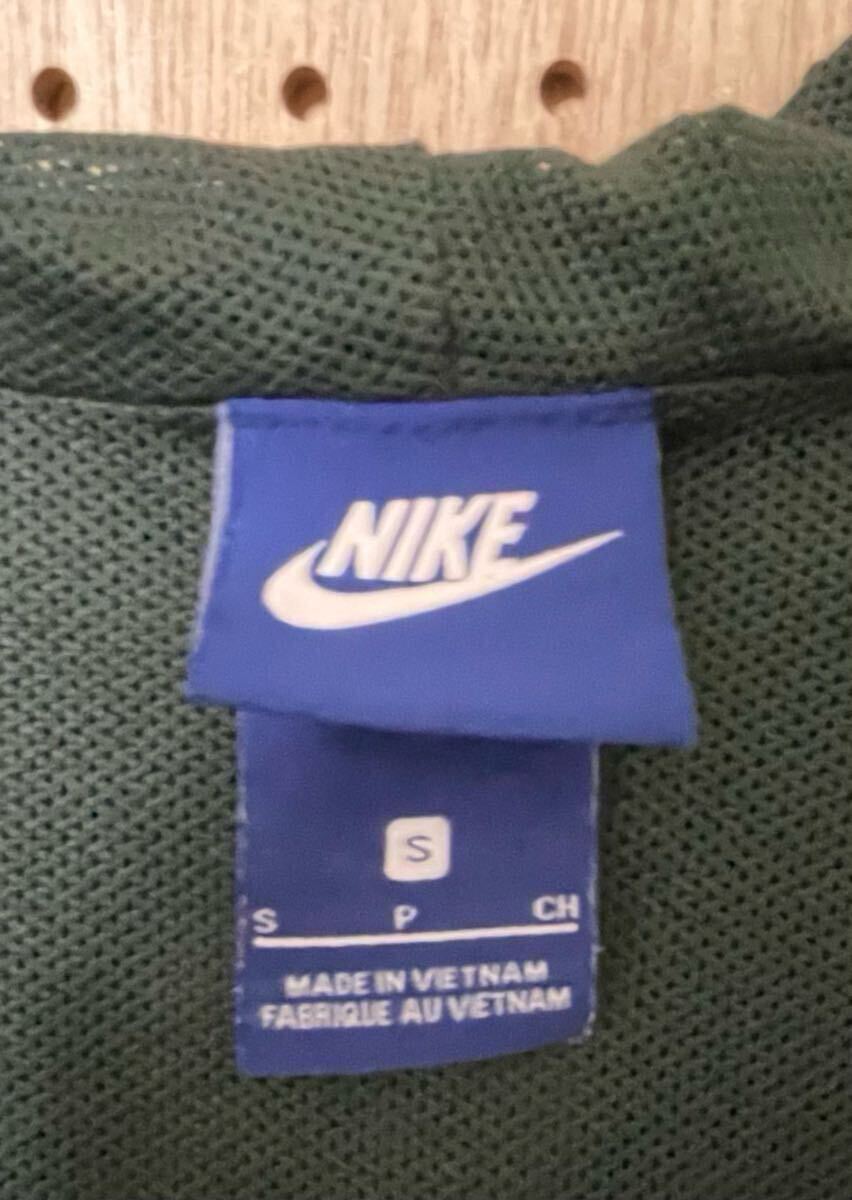 NIKE
S
S P CH
MADE IN VIETNAM
FABRIQUE AU VIETNAM